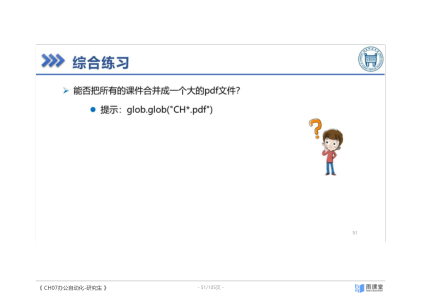 综合练习
能否把所有的课件合并成一个大的pdf文件？
提示：glob.glob("CH*.pdf")
51
《 CH07办公自动化-研究生 》
- 51/102页 -
雨课堂